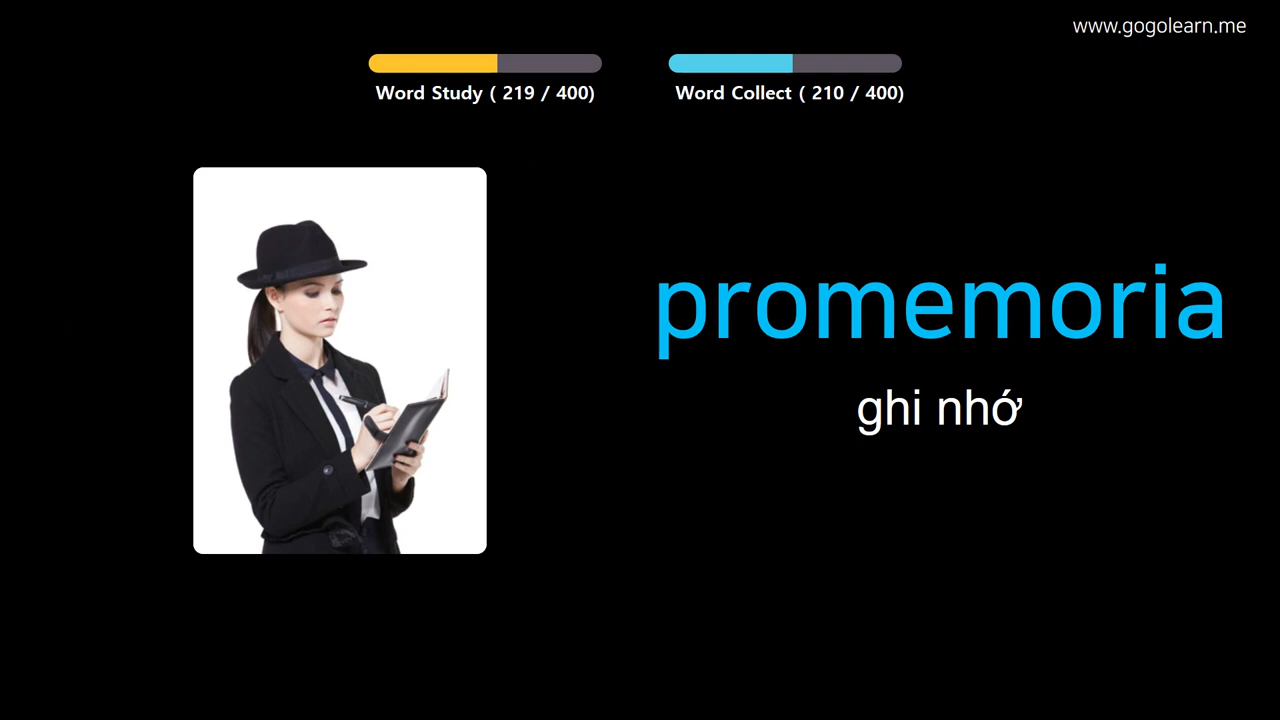 www.gogolearn.me
Word Study ( 219 / 400)
Word Collect ( 210 / 400)
promemoria
ghi nhớ